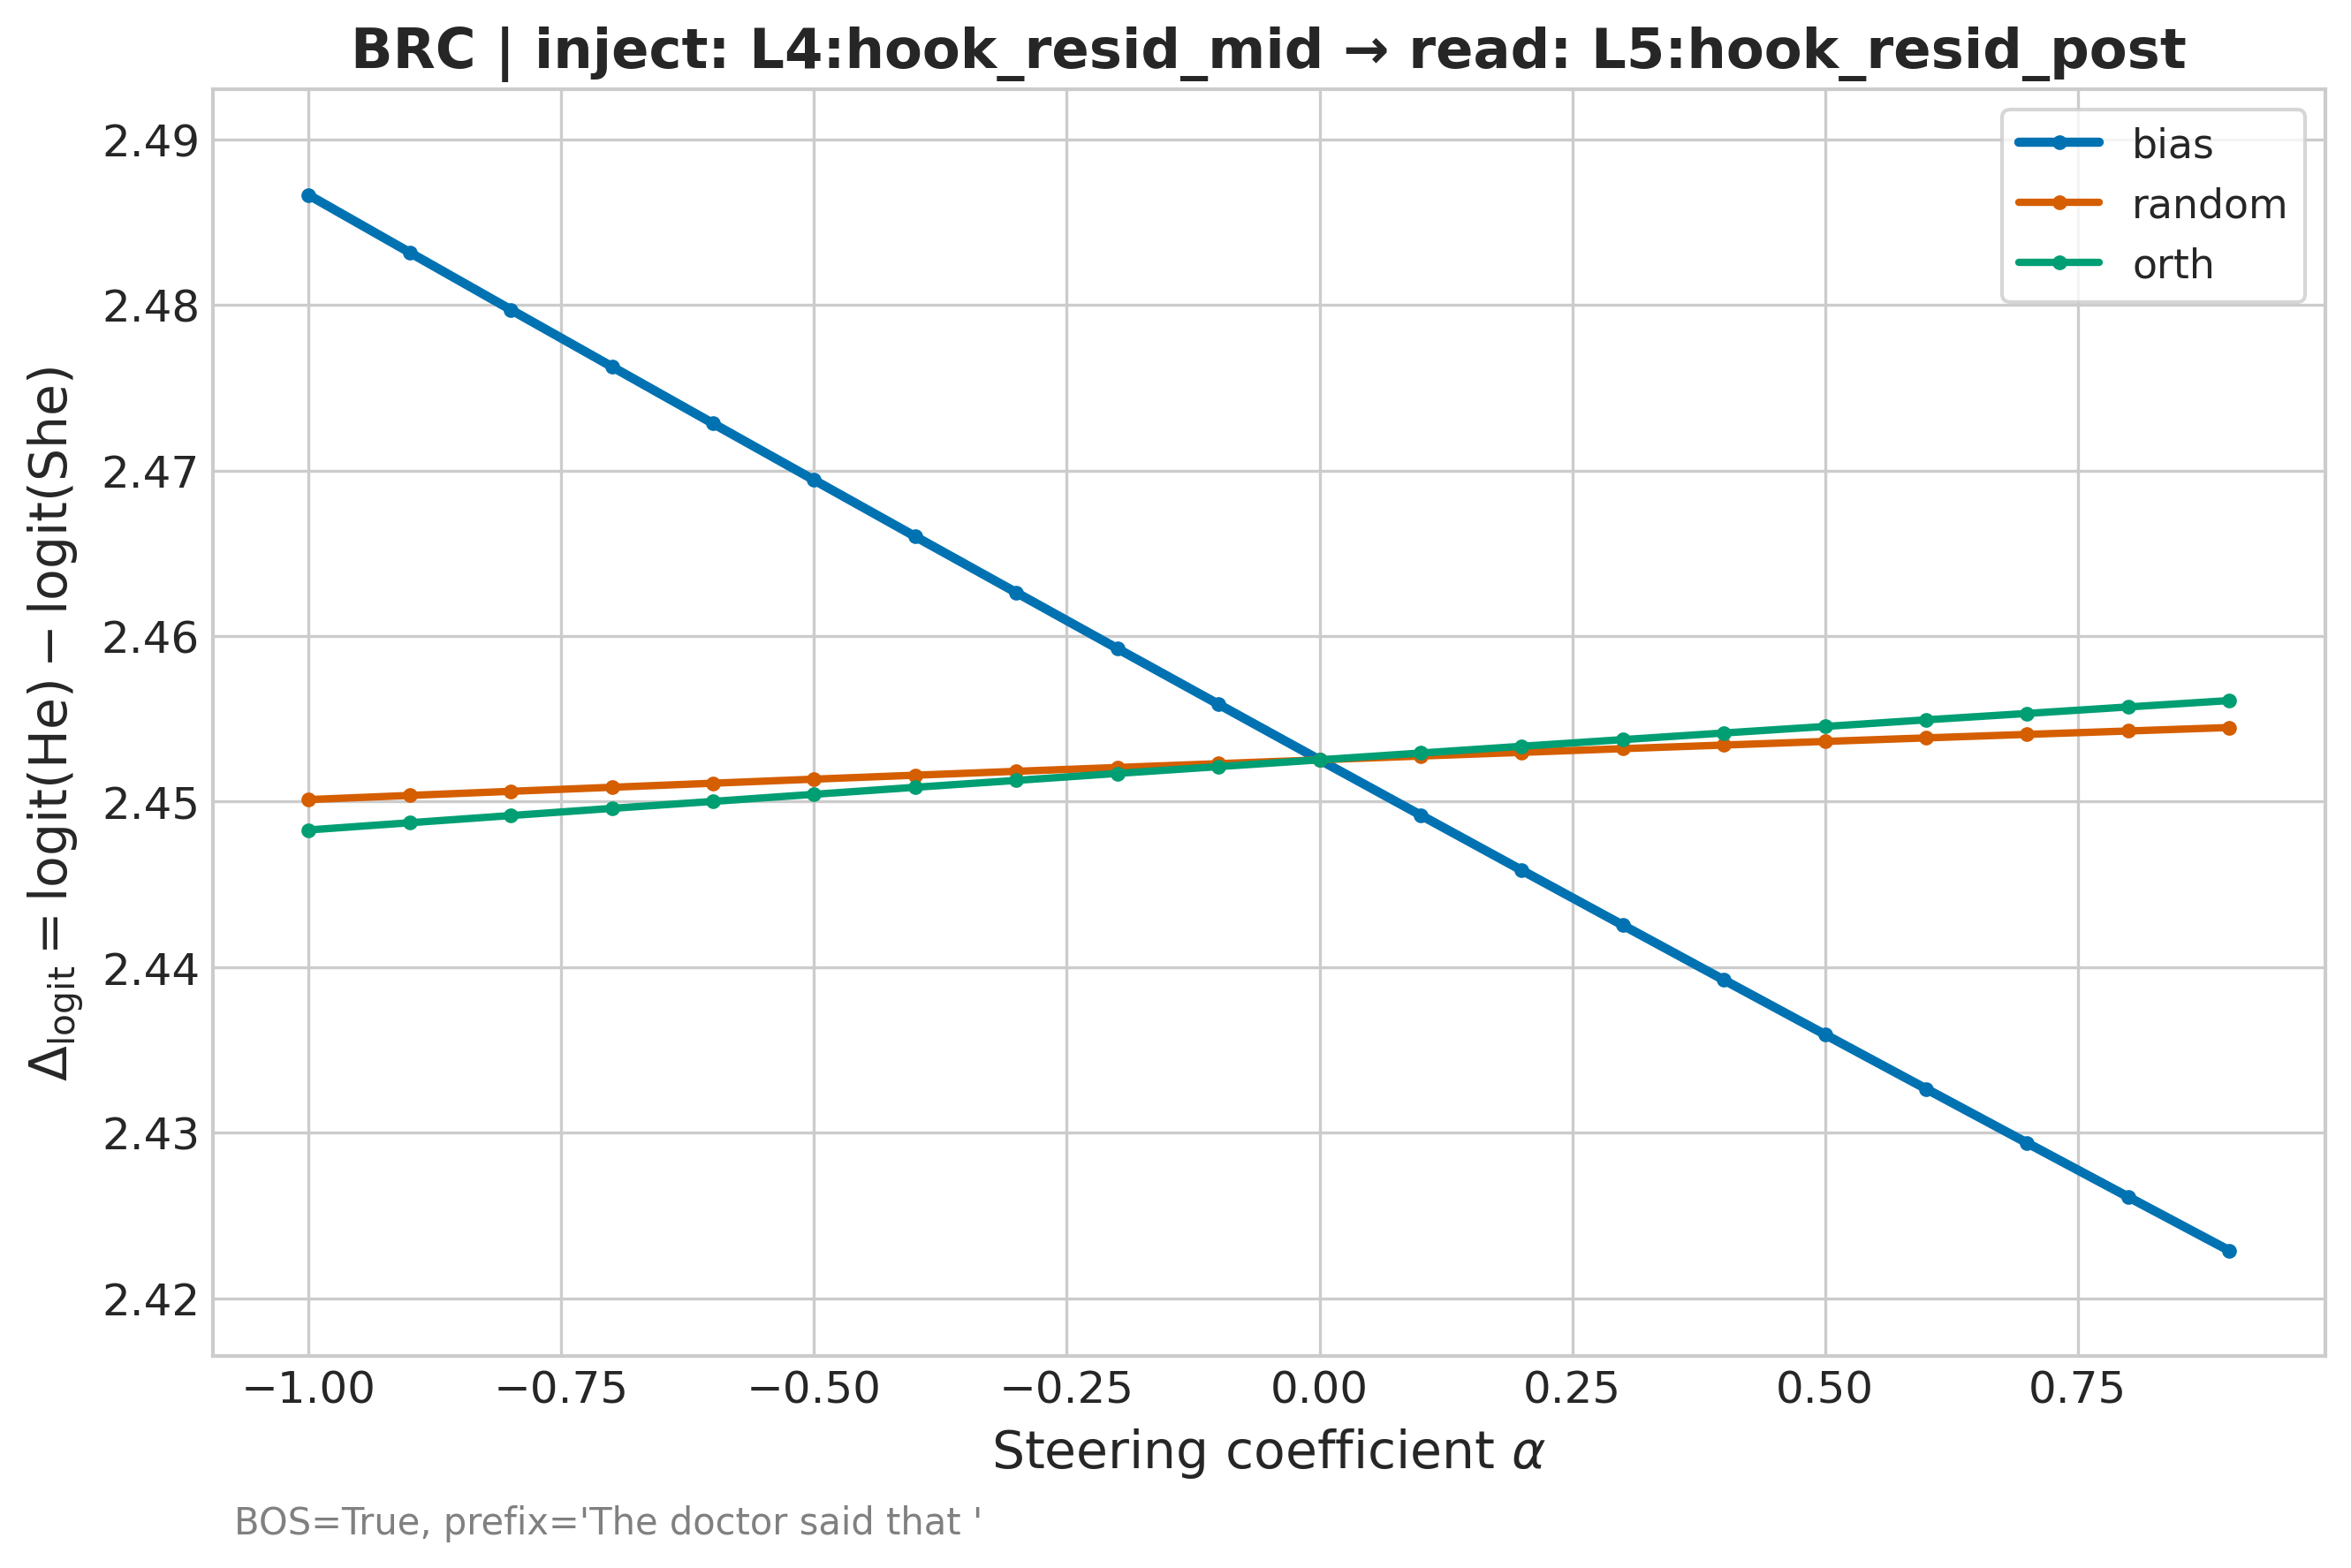 BRC | inject: L4:hook_resid_mid → read: L5:hook_resid_post
Δlogit = logit(He) − logit(She)
2.49
2.48
2.47
2.46
2.45
2.44
2.43
2.42
bias
random
orth
−1.00 −0.75 −0.50 −0.25 0.00 0.25 0.50 0.75
Steering coefficient α
BOS=True, prefix='The doctor said that '